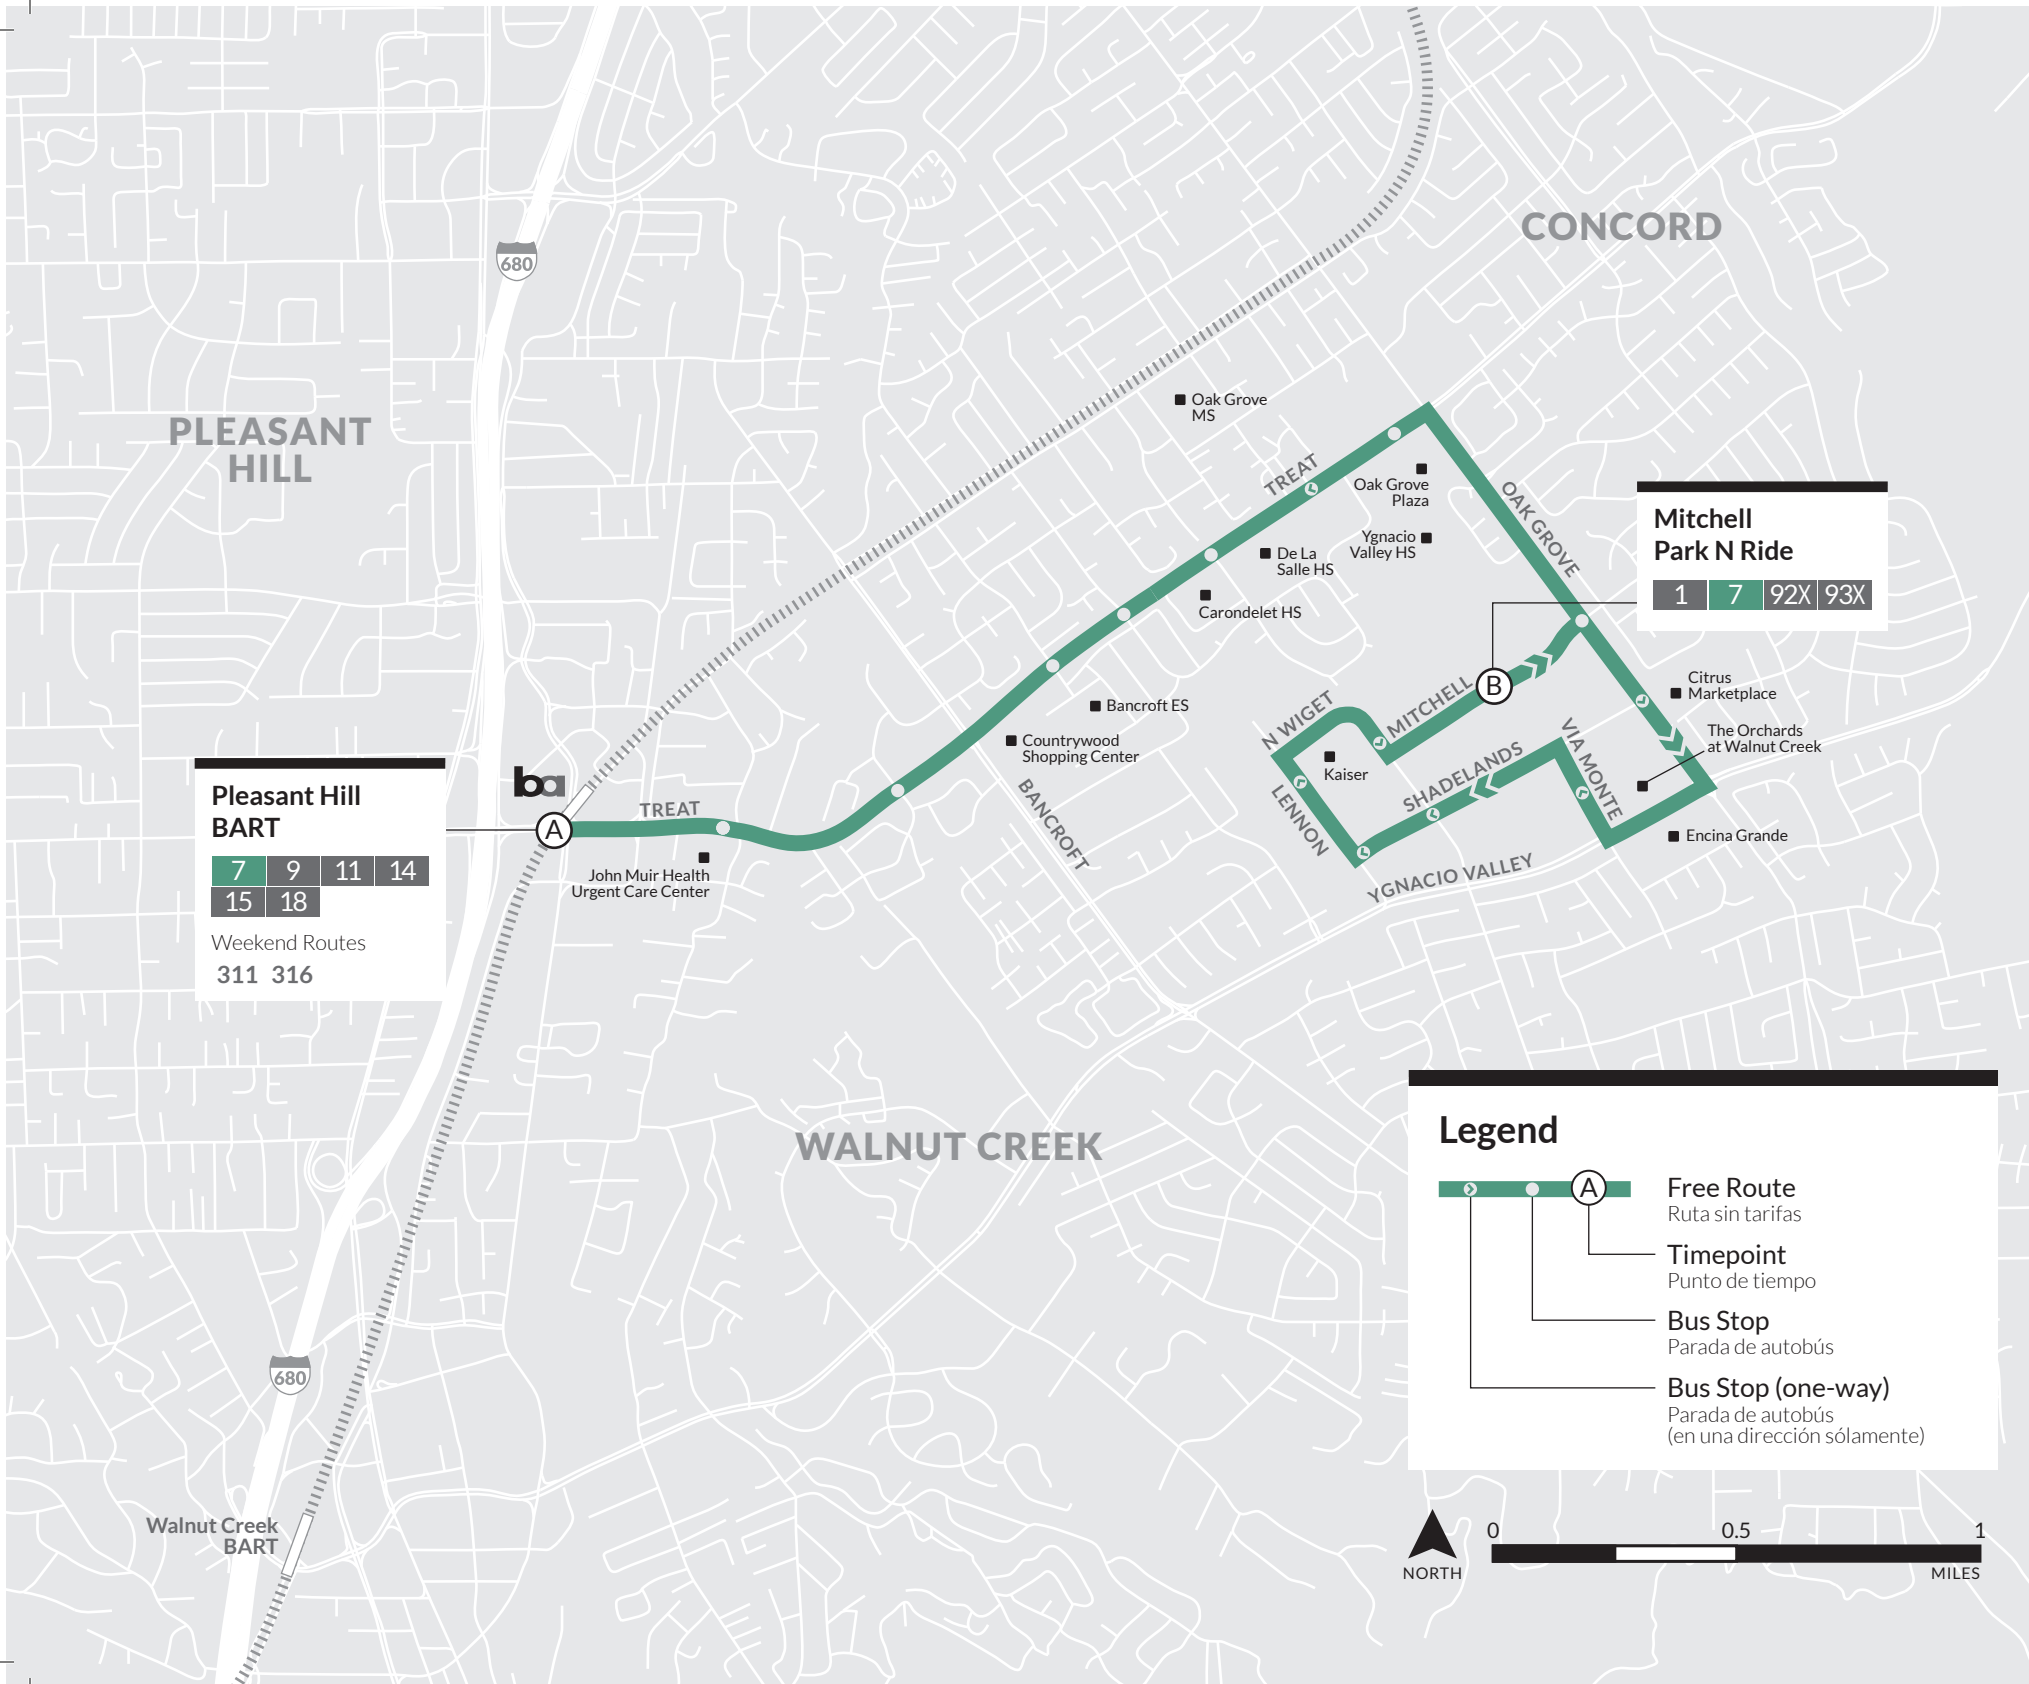 CONCORD
680
PLEASANT
HILL
Oak Grove
MS
TREAT
Oak Grove
Plaza
OAK GROVE
Ygnacio
Valley HS
De La
Salle HS
Carondelet HS
Mitchell
Park N Ride
1 7 92X 93X
Citrus
Marketplace
The Orchards
at Walnut Creek
B
MITCHELL
N WIGET
Kaiser
VIA MONTE
SHADELANDS
LENNON
Encina Grande
YGNACIO VALLEY
Bancroft ES
Countrywood
Shopping Center
BANCROFT
ba
Pleasant Hill
BART
7 9 11 14
15 18
Weekend Routes
311 316
A
TREAT
John Muir Health
Urgent Care Center
WALNUT CREEK
Legend
A
Free Route
Ruta sin tarifas
Timepoint
Punto de tiempo
Bus Stop
Parada de autobús
Bus Stop (one-way)
Parada de autobús
(en una dirección sólamente)
680
Walnut Creek
BART
NORTH
0 0.5 1
MILES